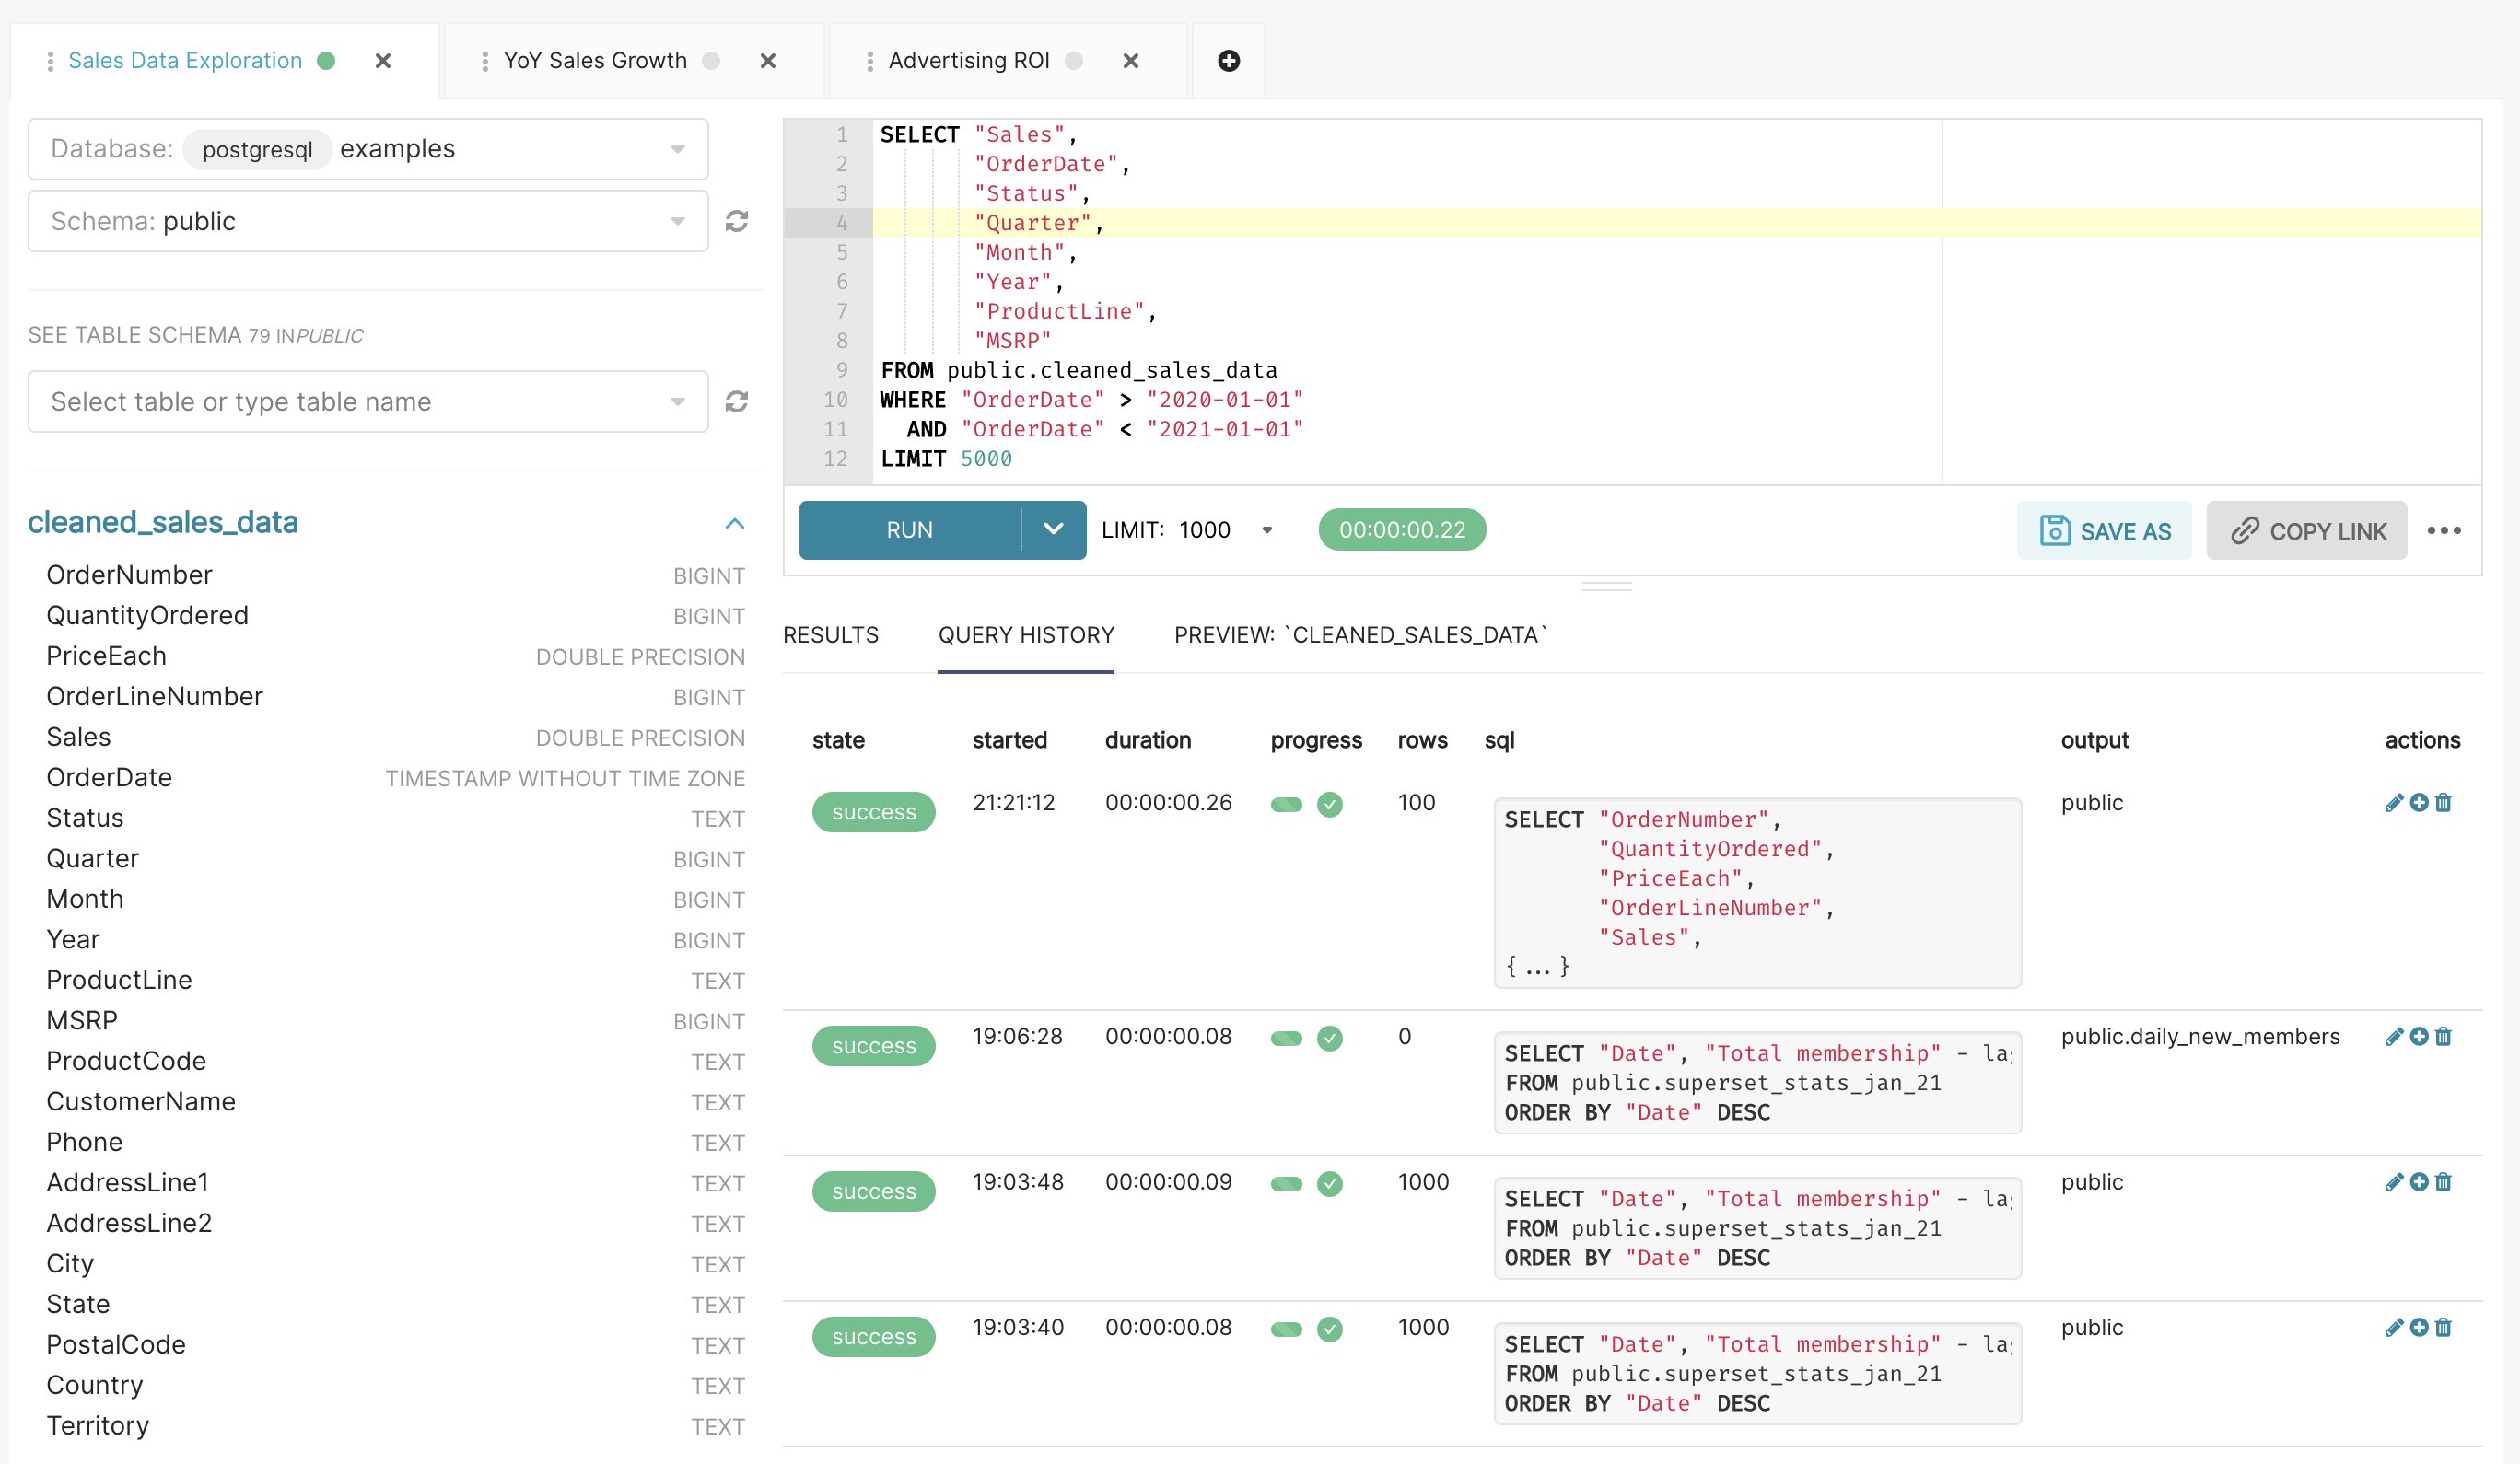 Sales Data Exploration
YoY Sales Growth
Advertising ROI
Database: postgresql examples
Schema: public
SEE TABLE SCHEMA 79 IN PUBLIC
Select table or type table name
cleaned_sales_data
OrderNumber BIGINT
QuantityOrdered BIGINT
PriceEach DOUBLE PRECISION
OrderLineNumber BIGINT
Sales DOUBLE PRECISION
OrderDate TIMESTAMP WITHOUT TIME ZONE
Status TEXT
Quarter BIGINT
Month BIGINT
Year BIGINT
ProductLine TEXT
MSRP BIGINT
ProductCode TEXT
CustomerName TEXT
Phone TEXT
AddressLine1 TEXT
AddressLine2 TEXT
City TEXT
State TEXT
PostalCode TEXT
Country TEXT
Territory TEXT
1 SELECT "Sales",
2 "OrderDate",
3 "Status",
4 "Quarter",
5 "Month",
6 "Year",
7 "ProductLine",
8 "MSRP"
9 FROM public.cleaned_sales_data
10 WHERE "OrderDate" > "2020-01-01"
11 AND "OrderDate" < "2021-01-01"
12 LIMIT 5000
RUN LIMIT: 1000 00:00:00.22 SAVE AS COPY LINK
RESULTS QUERY HISTORY PREVIEW: `CLEANED_SALES_DATA`
state started duration progress rows sql output actions
success 21:21:12 00:00:00.26 100 public
SELECT "OrderNumber",
"QuantityOrdered",
"PriceEach",
"OrderLineNumber",
"Sales",
{ ... }
success 19:06:28 00:00:00.08 0 public.daily_new_members
SELECT "Date", "Total membership" - la
FROM public.superset_stats_jan_21
ORDER BY "Date" DESC
success 19:03:48 00:00:00.09 1000 public
SELECT "Date", "Total membership" - la
FROM public.superset_stats_jan_21
ORDER BY "Date" DESC
success 19:03:40 00:00:00.08 1000 public
SELECT "Date", "Total membership" - la
FROM public.superset_stats_jan_21
ORDER BY "Date" DESC